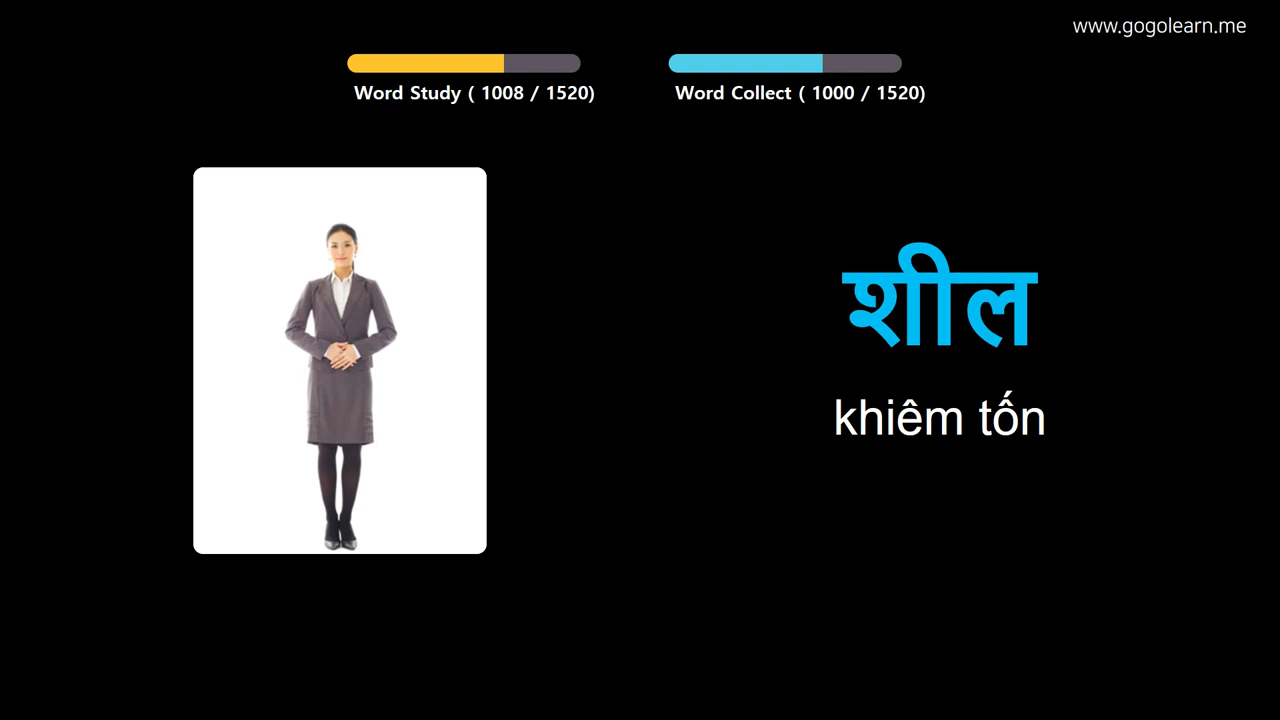 www.gogolearn.me
Word Study ( 1008 / 1520)
Word Collect ( 1000 / 1520)
शील
khiêm tốn